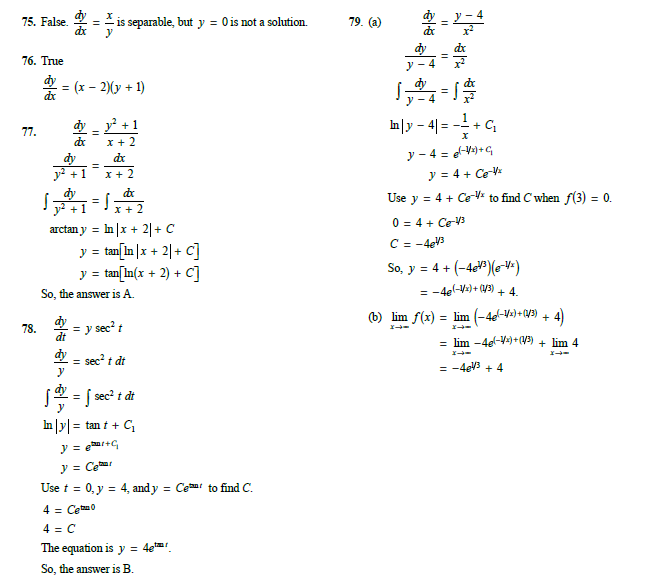 75. False. dy/dx = x/y is separable, but y = 0 is not a solution.
76. True
dy/dx = (x − 2)(y + 1)
77. dy/dx = (y² + 1)/(x + 2)
dy/(y² + 1) = dx/(x + 2)
∫ dy/(y² + 1) = ∫ dx/(x + 2)
arctan y = ln|x + 2| + C
y = tan[ln|x + 2| + C]
y = tan[ln(x + 2) + C]
So, the answer is A.
78. dy/dt = y sec² t
dy/y = sec² t dt
∫ dy/y = ∫ sec² t dt
ln|y| = tan t + C₁
y = e^(tan t + C₁)
y = Ce^(tan t)
Use t = 0, y = 4, and y = Ce^(tan t) to find C.
4 = Ce^(tan 0)
4 = C
The equation is y = 4e^(tan t).
So, the answer is B.
79. (a) dy/dx = (y − 4)/x²
dy/(y − 4) = dx/x²
∫ dy/(y − 4) = ∫ dx/x²
ln|y − 4| = −1/x + C₁
y − 4 = e^((−1/x) + C₁)
y = 4 + Ce^(−1/x)
Use y = 4 + Ce^(−1/x) to find C when f(3) = 0.
0 = 4 + Ce^(−1/3)
C = −4e^(1/3)
So, y = 4 + (−4e^(1/3))(e^(−1/x))
= −4e^((−1/x) + (1/3)) + 4.
(b) lim x→∞ f(x) = lim x→∞ (−4e^((−1/x) + (1/3)) + 4)
= lim x→∞ −4e^((−1/x) + (1/3)) + lim x→∞ 4
= −4e^(1/3) + 4